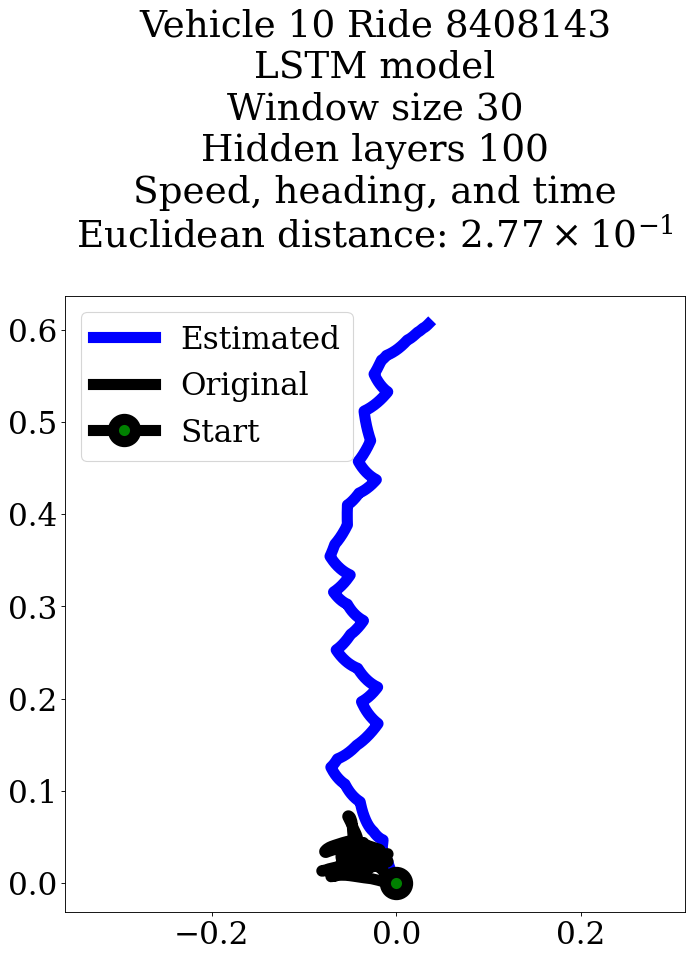 Vehicle 10 Ride 8408143
LSTM model
Window size 30
Hidden layers 100
Speed, heading, and time
Euclidean distance: 2.77 × 10⁻¹
Estimated
Original
Start
0.6
0.5
0.4
0.3
0.2
0.1
0.0
−0.2 0.0 0.2